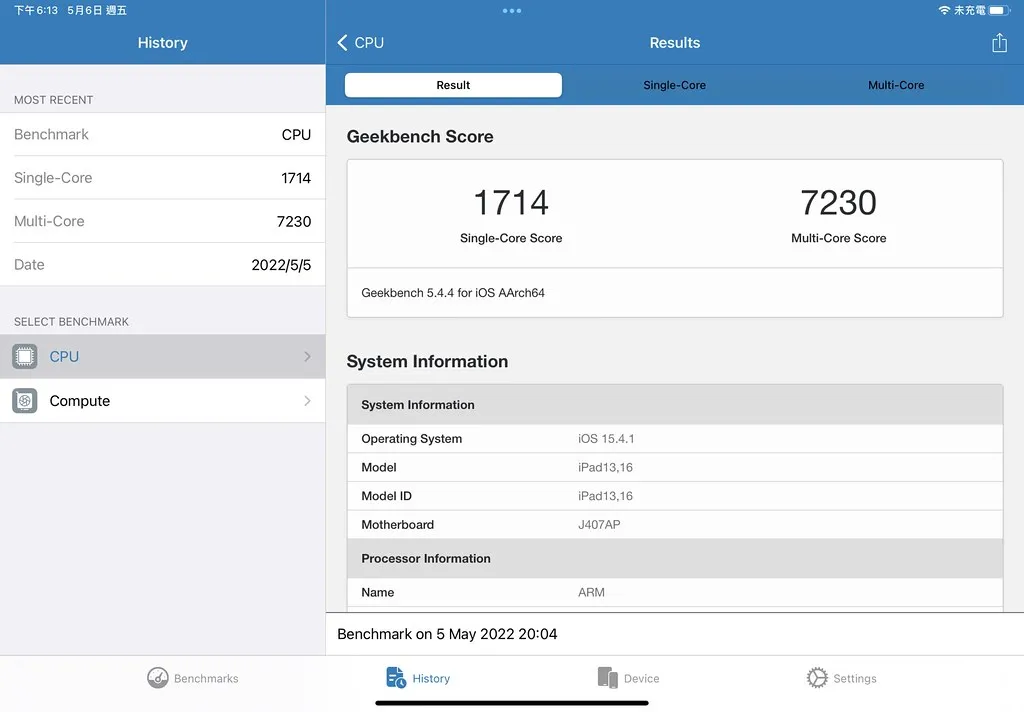 下午6:13 5月6日 週五
未充電
History
CPU
Results
Result
Single-Core
Multi-Core
MOST RECENT
Benchmark CPU
Single-Core 1714
Multi-Core 7230
Date 2022/5/5
SELECT BENCHMARK
CPU
Compute
Geekbench Score
1714 7230
Single-Core Score Multi-Core Score
Geekbench 5.4.4 for iOS AArch64
System Information
System Information
Operating System iOS 15.4.1
Model iPad13,16
Model ID iPad13,16
Motherboard J407AP
Processor Information
Name ARM
Benchmark on 5 May 2022 20:04
Benchmarks History Device Settings